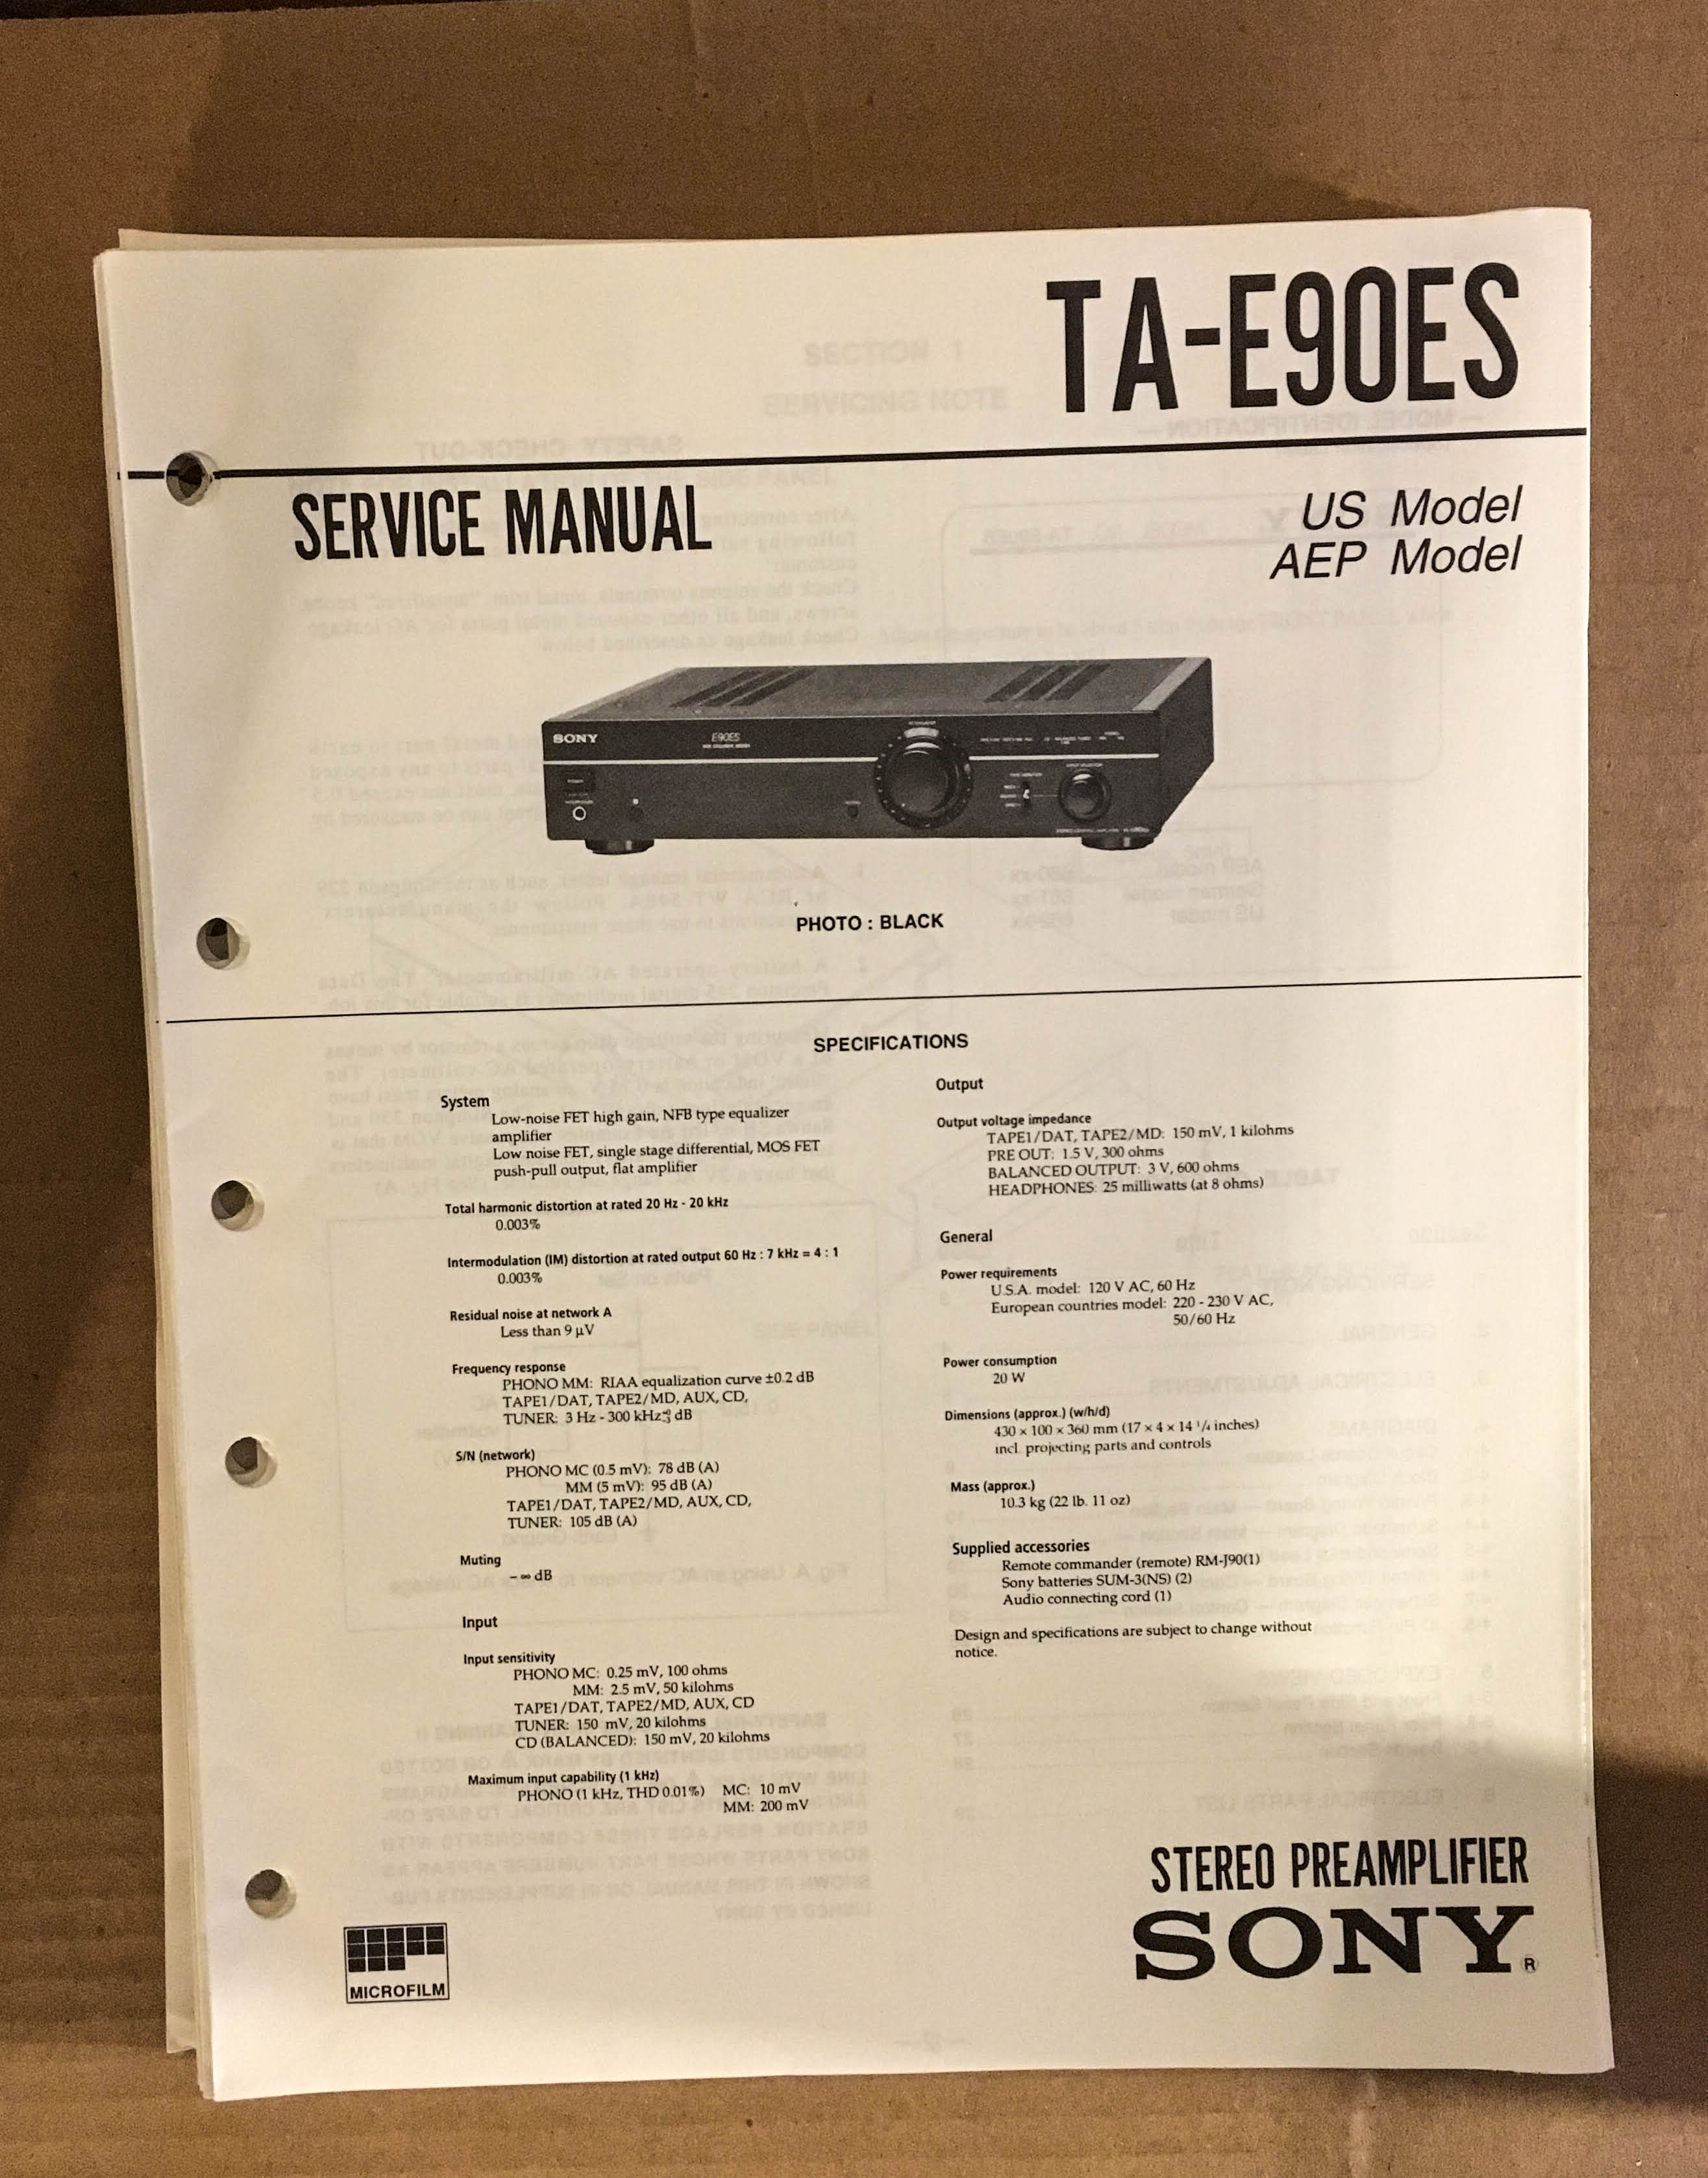 TA-E90ES
SERVICE MANUAL
US Model
AEP Model
SONY
E90ES
PHOTO : BLACK
SPECIFICATIONS
System
Low-noise FET high gain, NFB type equalizer
amplifier
Low noise FET, single stage differential, MOS FET
push-pull output, flat amplifier
Total harmonic distortion at rated 20 Hz - 20 kHz
0.003%
Intermodulation (IM) distortion at rated output 60 Hz : 7 kHz = 4 : 1
0.003%
Residual noise at network A
Less than 9 µV
Frequency response
PHONO MM: RIAA equalization curve ±0.2 dB
TAPE1/DAT, TAPE2/MD, AUX, CD,
TUNER: 3 Hz - 300 kHz dB
S/N (network)
PHONO MC (0.5 mV): 78 dB (A)
MM (5 mV): 95 dB (A)
TAPE1/DAT, TAPE2/MD, AUX, CD,
TUNER: 105 dB (A)
Muting
– ∞ dB
Input
Input sensitivity
PHONO MC: 0.25 mV, 100 ohms
MM: 2.5 mV, 50 kilohms
TAPE1/DAT, TAPE2/MD, AUX, CD
TUNER: 150 mV, 20 kilohms
CD (BALANCED): 150 mV, 20 kilohms
Maximum input capability (1 kHz)
PHONO (1 kHz, THD 0.01%) MC: 10 mV
MM: 200 mV
Output
Output voltage impedance
TAPE1/DAT, TAPE2/MD: 150 mV, 1 kilohms
PRE OUT: 1.5 V, 300 ohms
BALANCED OUTPUT: 3 V, 600 ohms
HEADPHONES: 25 milliwatts (at 8 ohms)
General
Power requirements
U.S.A. model: 120 V AC, 60 Hz
European countries model: 220 - 230 V AC,
50/60 Hz
Power consumption
20 W
Dimensions (approx.) (w/h/d)
430 × 100 × 360 mm (17 × 4 × 14 1/4 inches)
incl. projecting parts and controls
Mass (approx.)
10.3 kg (22 lb. 11 oz)
Supplied accessories
Remote commander (remote) RM-J90(1)
Sony batteries SUM-3(NS) (2)
Audio connecting cord (1)
Design and specifications are subject to change without
notice.
STEREO PREAMPLIFIER
SONY®
MICROFILM